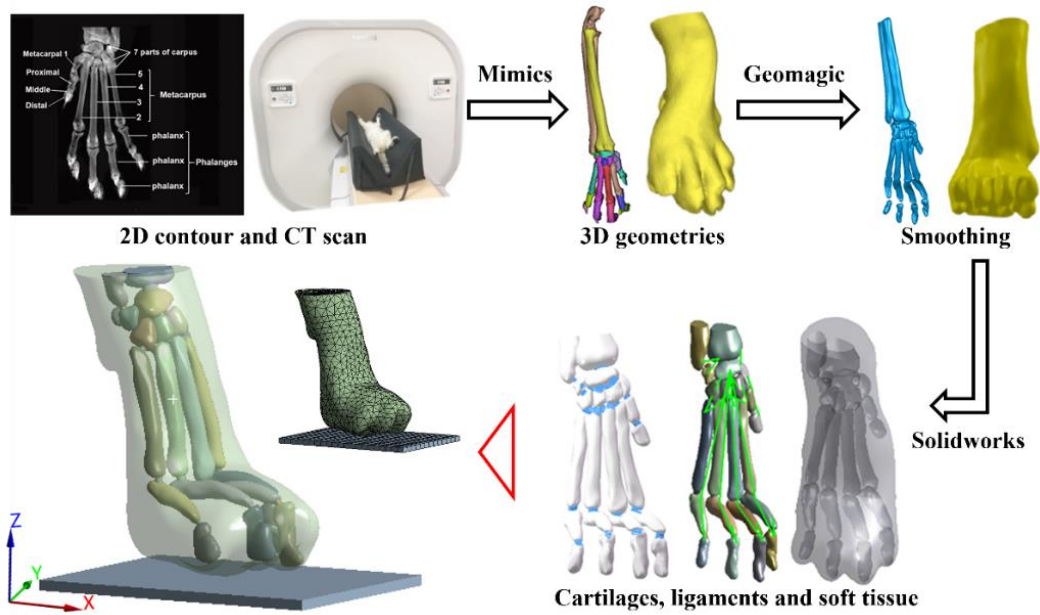 Metacarpal 1
7 parts of carpus
Proximal
Middle
Distal
5
4
3
2
Metacarpus
phalanx
phalanx
phalanx
Phalanges
Mimics
Geomagic
2D contour and CT scan
3D geometries
Smoothing
Solidworks
Cartilages, ligaments and soft tissue
Z
Y
X